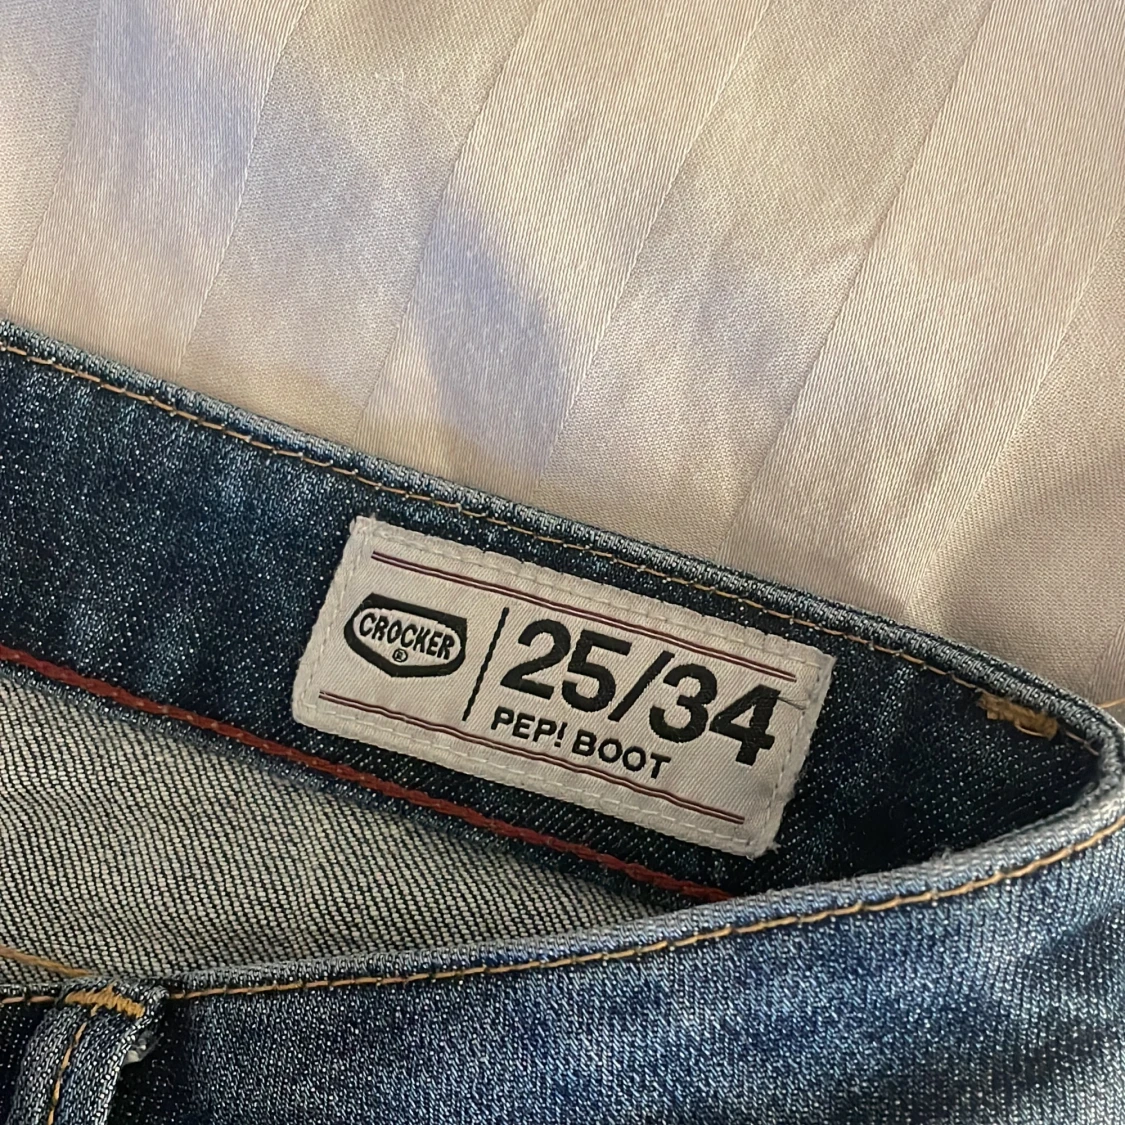 CROCKER
®
25/34
PEP! BOOT